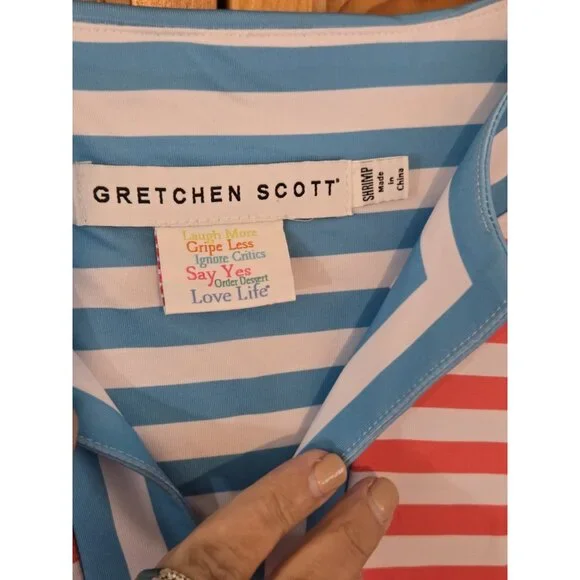 GRETCHEN SCOTT®
SHRIMP
Made
in
China
Laugh More
Gripe Less
Ignore Critics
Say Yes
Order Dessert
Love Life®